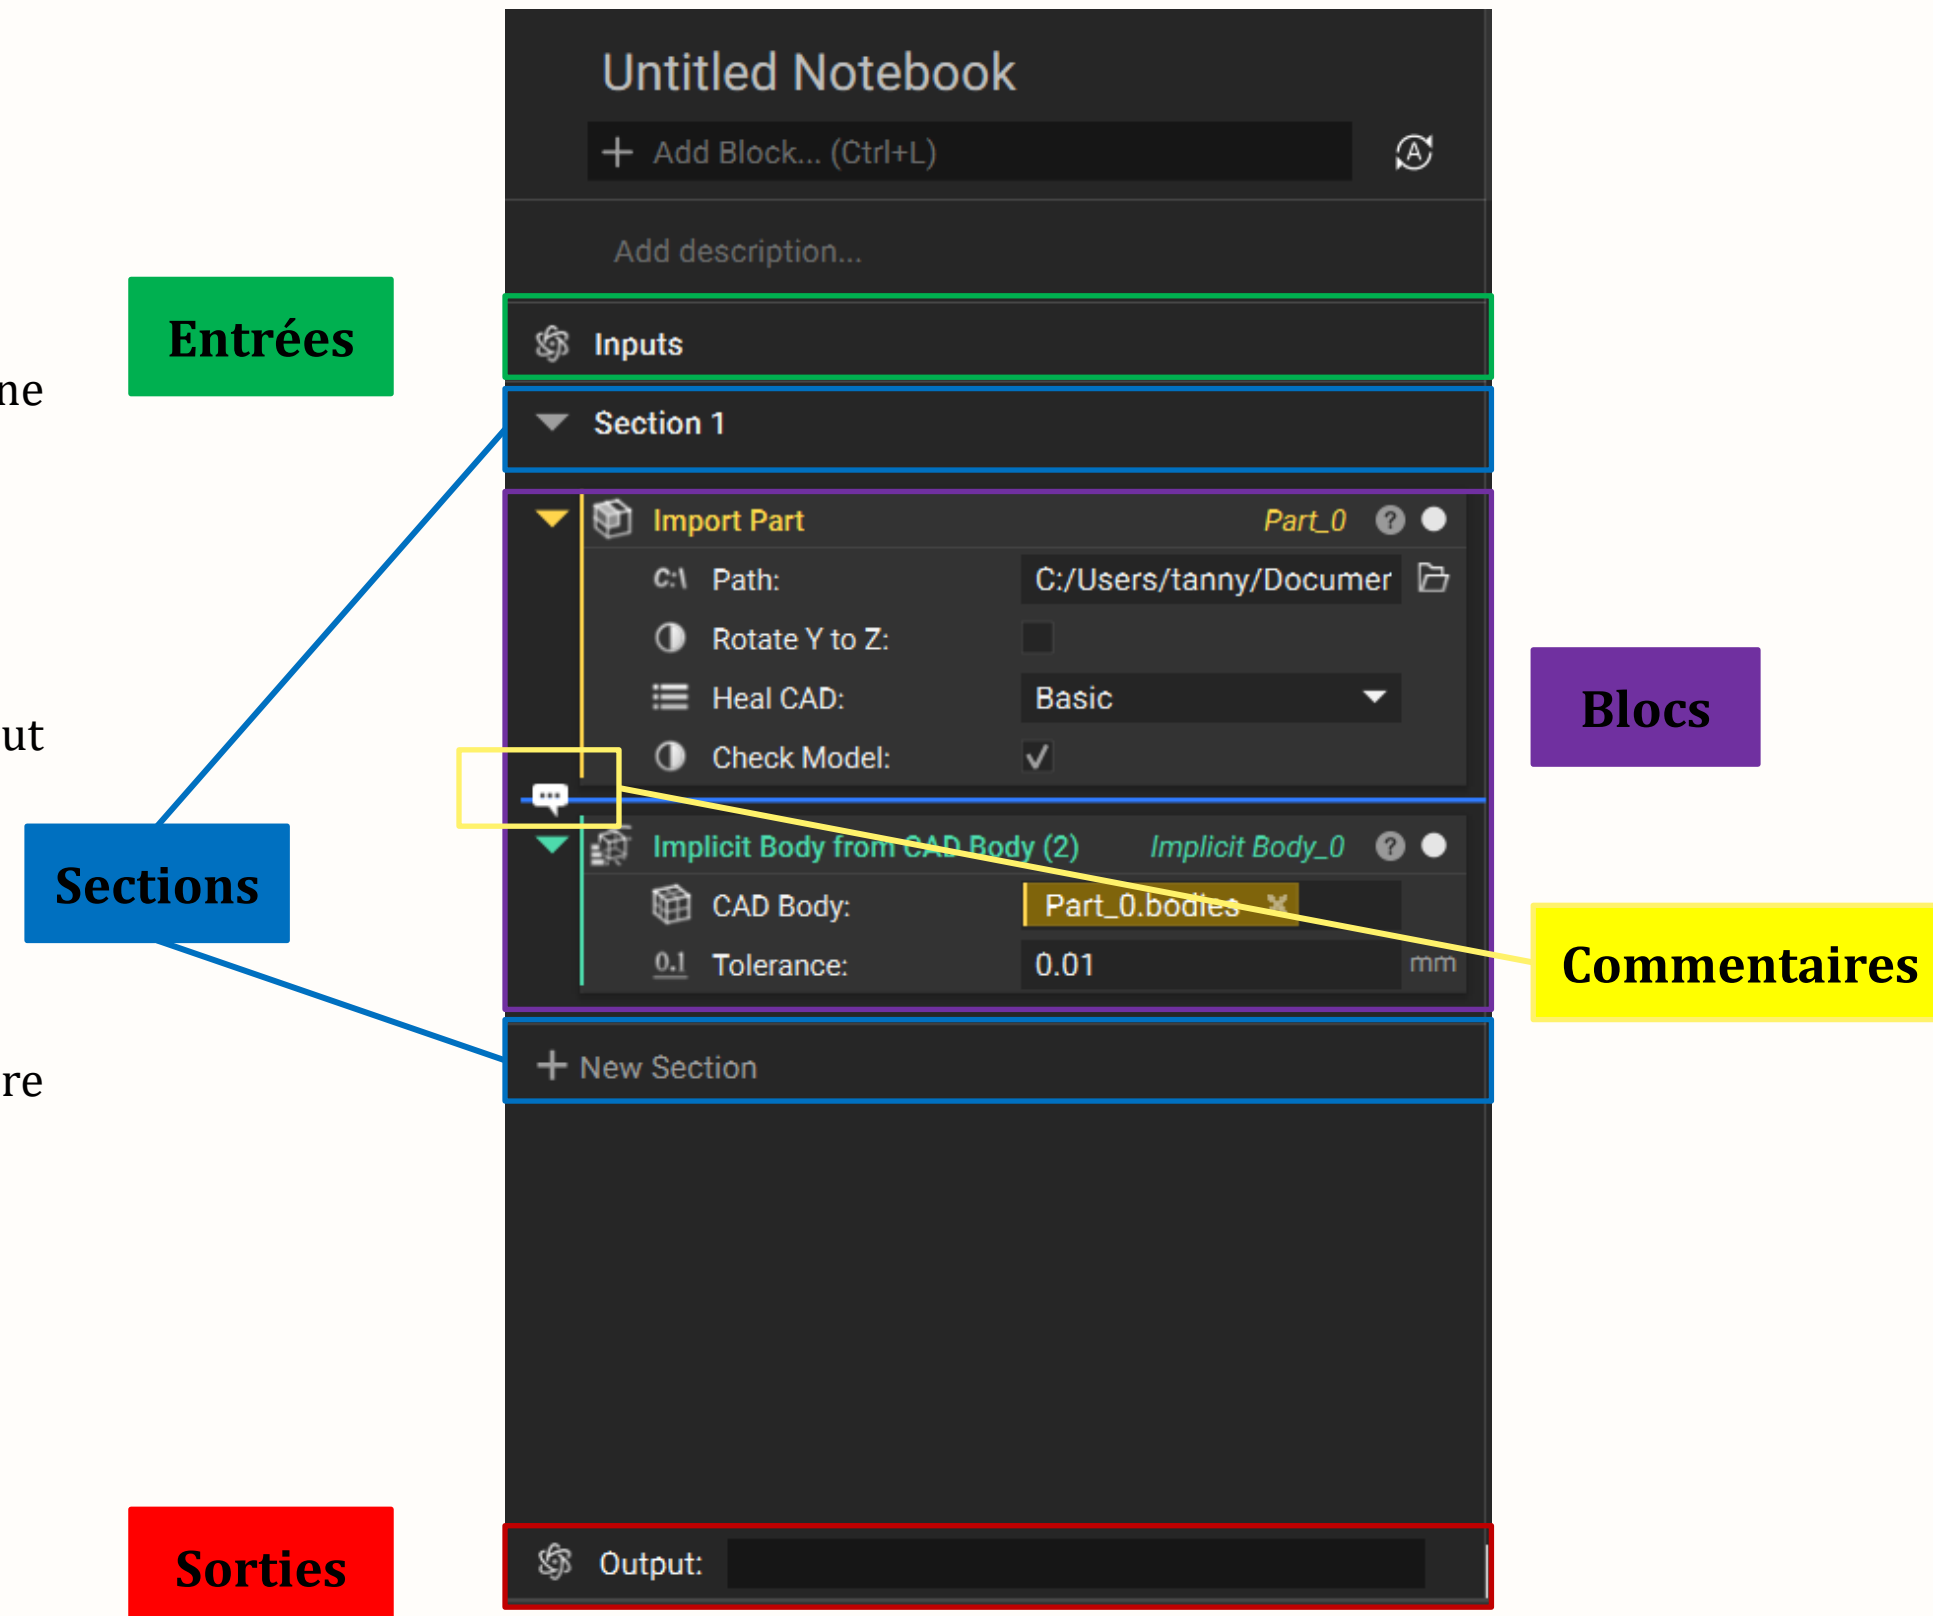 Untitled Notebook
+ Add Block... (Ctrl+L)
A
Add description...
Entrées
Inputs
ne
Section 1
Import Part Part_0 ?
C:\ Path: C:/Users/tanny/Documer
Rotate Y to Z:
Heal CAD: Basic
Blocs
ut
Check Model:
Implicit Body from CAD Body (2) Implicit Body_0 ?
Sections
CAD Body: Part_0.bodies x
0.1 Tolerance: 0.01 mm
Commentaires
+ New Section
re
Output:
Sorties